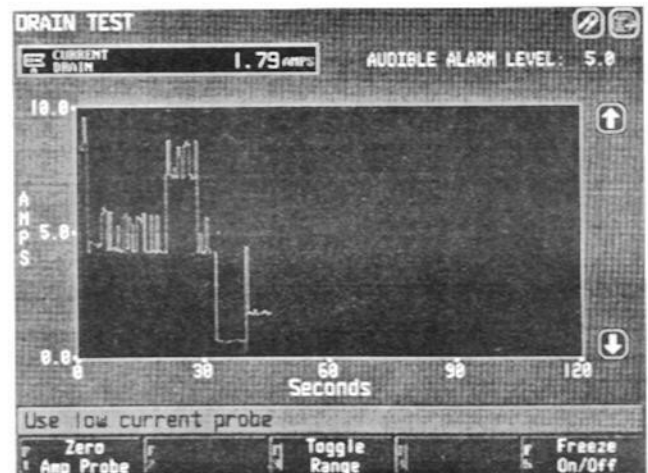 DRAIN TEST
CURRENT DRAIN 1.79 AMPS
AUDIBLE ALARM LEVEL: 5.0
10.0
AMPS
5.0
0.0
0 30 60 90 120
Seconds
Use low current probe
Zero Amp Probe
Toggle Range
Freeze On/Off